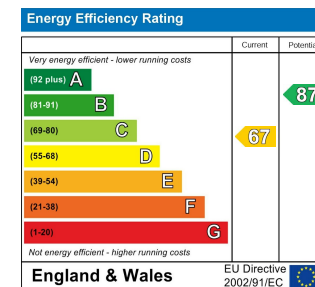 Energy Efficiency Rating
Current Potentia
Very energy efficient - lower running costs
(92 plus) A
(81-91) B
(69-80) C
(55-68) D
(39-54) E
(21-38) F
(1-20) G
67
87
Not energy efficient - higher running costs
England & Wales
EU Directive
2002/91/EC